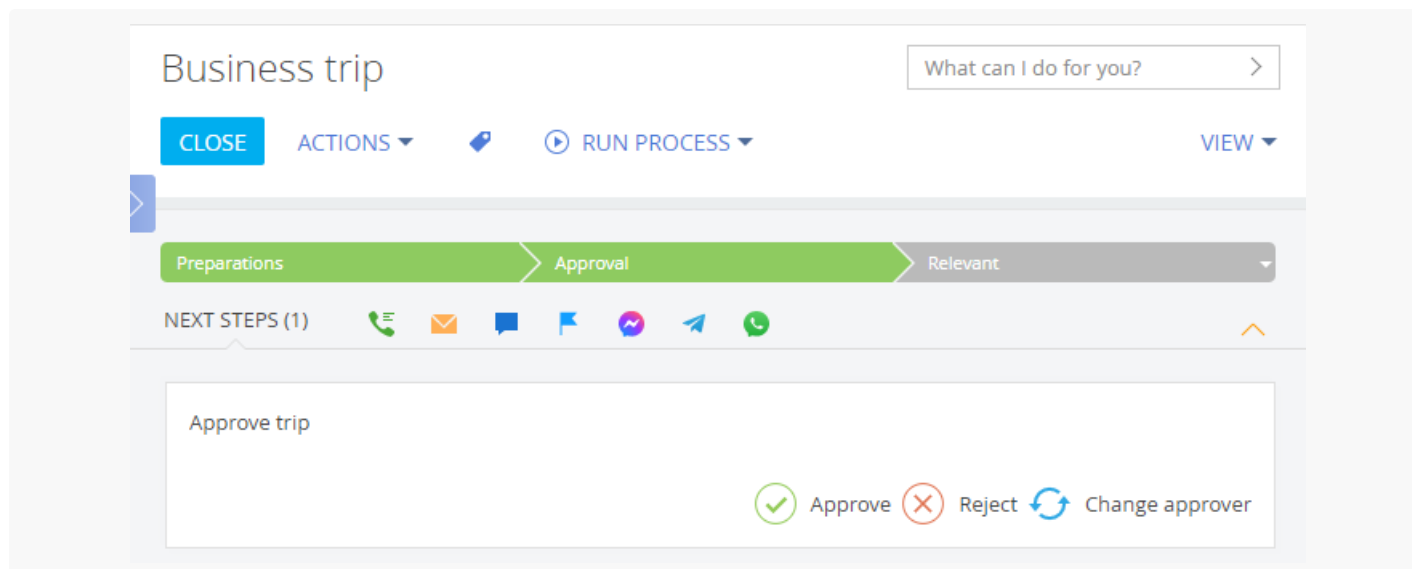 Business trip
What can I do for you?
CLOSE ACTIONS RUN PROCESS VIEW
Preparations Approval Relevant
NEXT STEPS (1)
Approve trip
Approve Reject Change approver